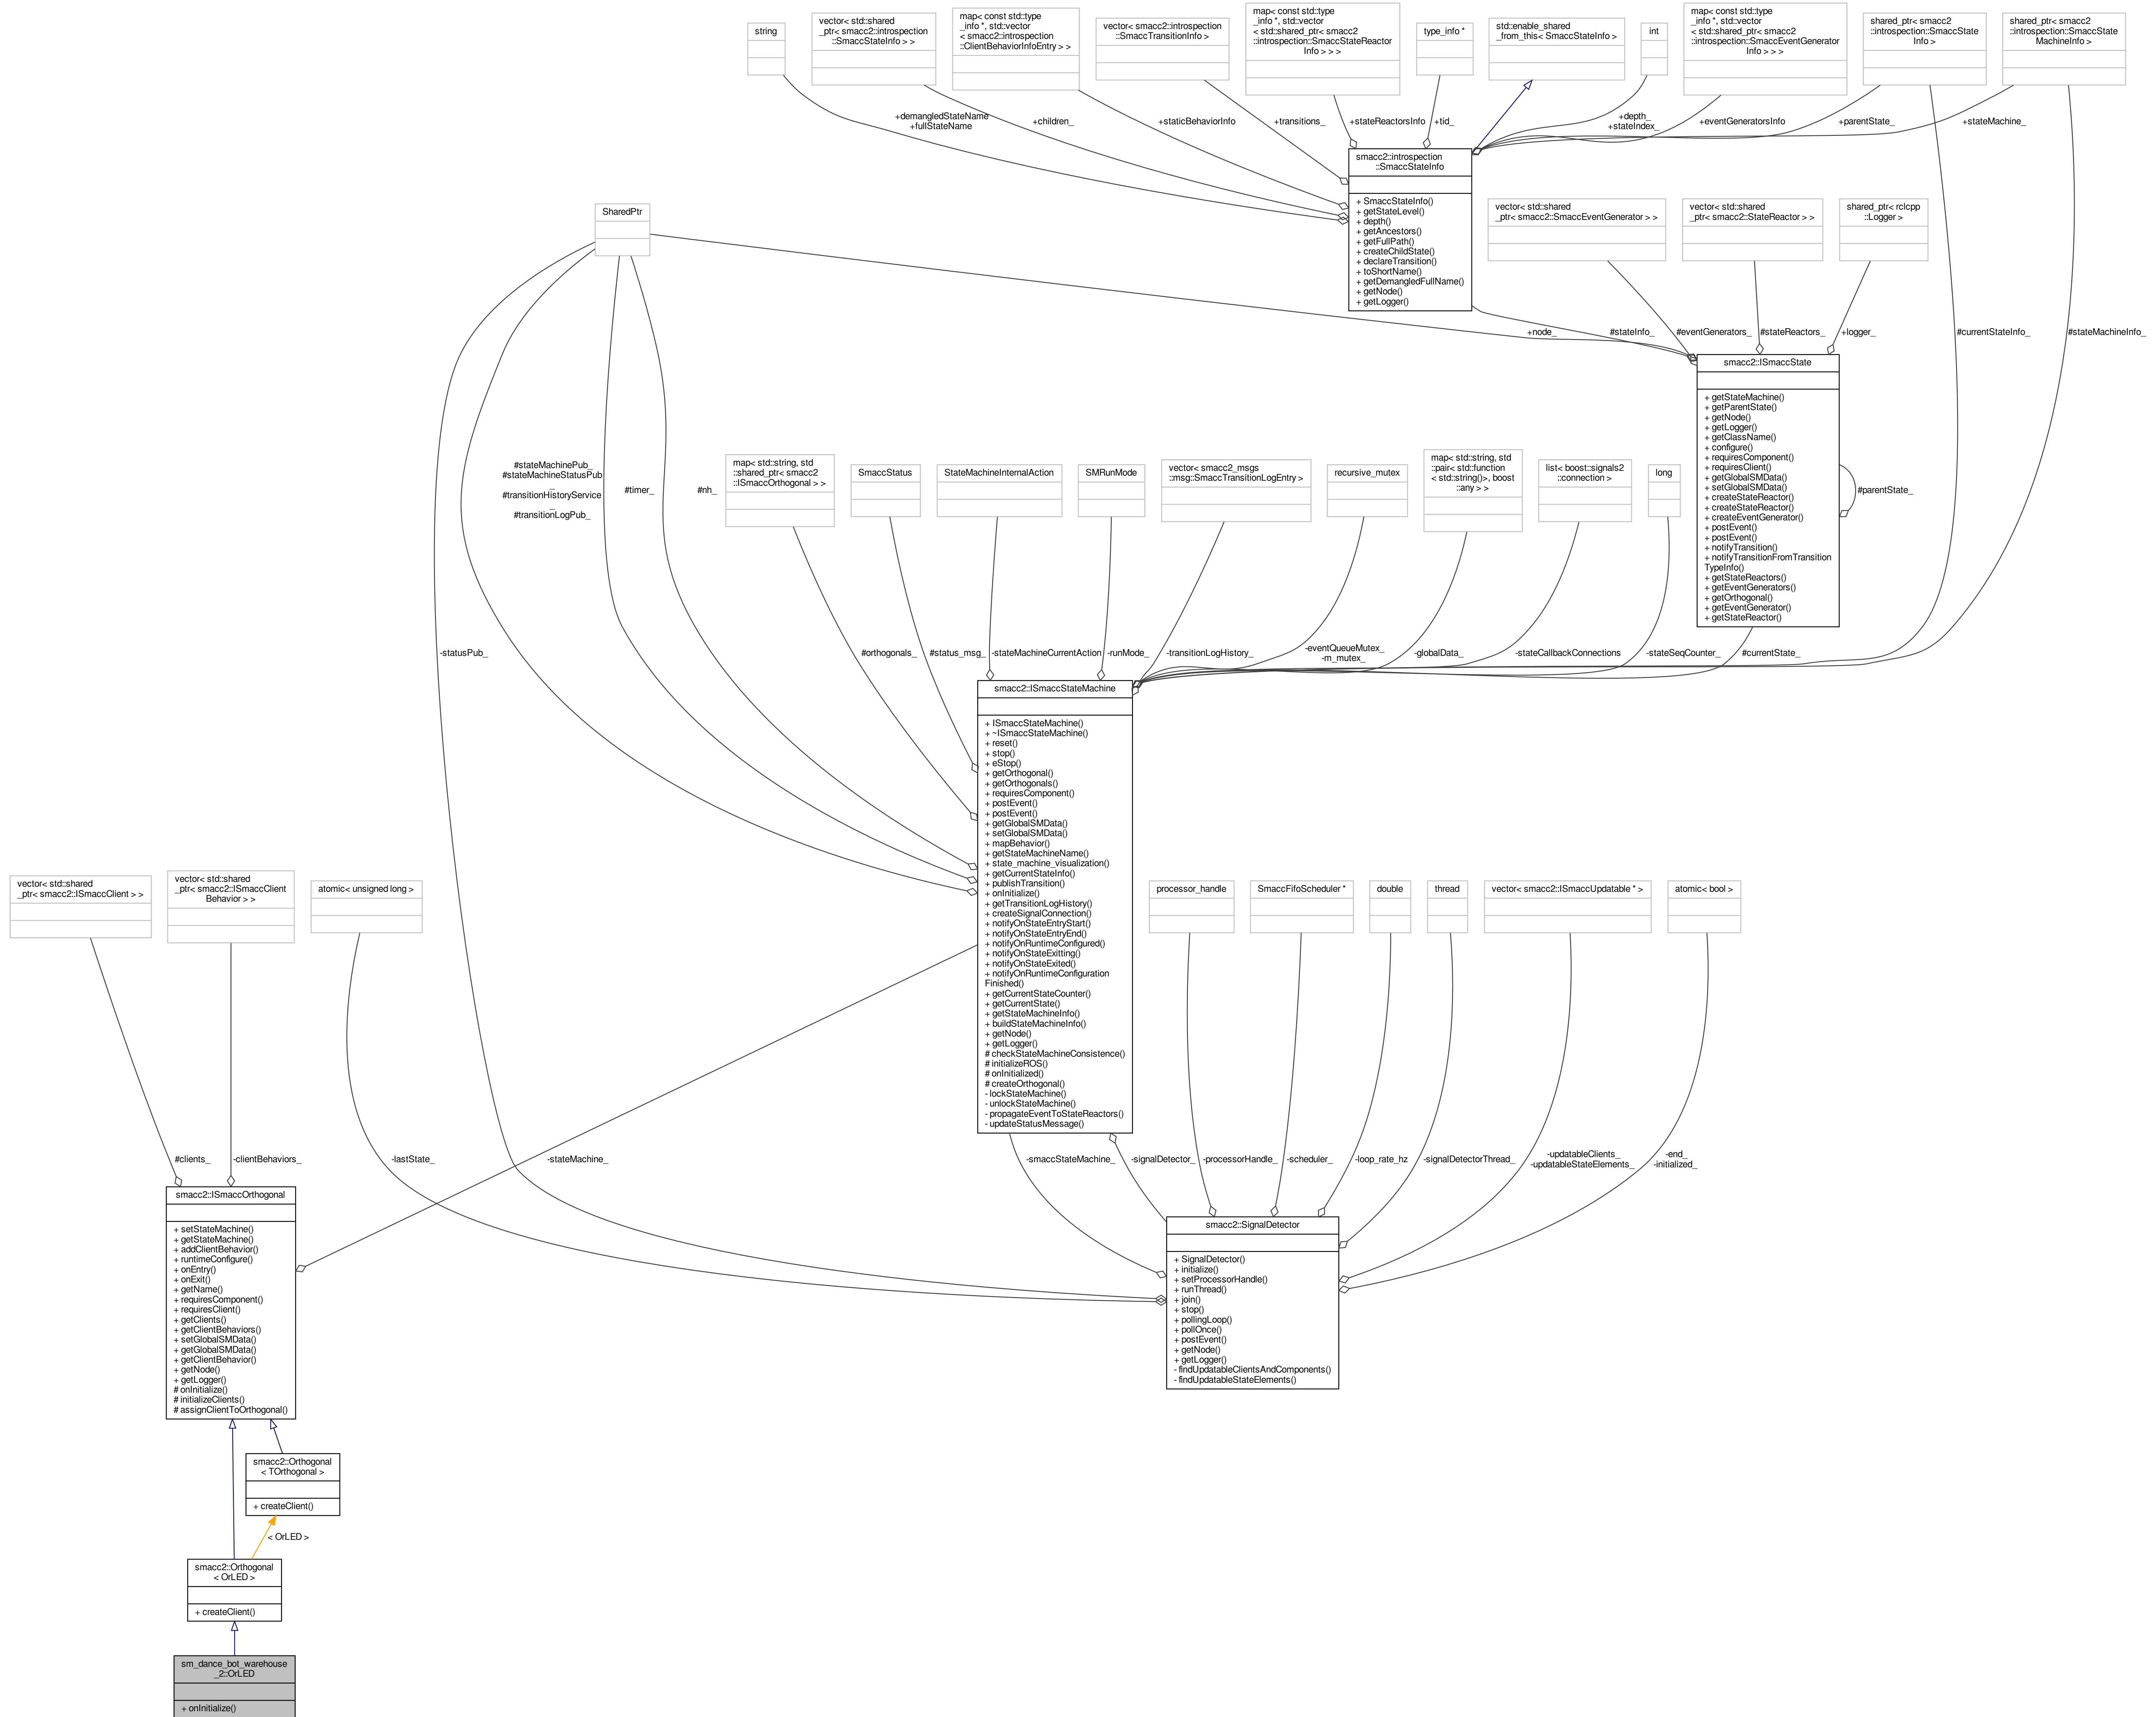 string
vector< std::shared
_ptr< smacc2::introspection
::SmaccStateInfo > >
map< const std::type
_info *, std::vector
< smacc2::introspection
::ClientBehaviorInfoEntry > >
vector< smacc2::introspection
::SmaccTransitionInfo >
map< const std::type
_info *, std::vector
< std::shared_ptr< smacc2
::introspection::SmaccStateReactor
Info > > >
type_info *
std::enable_shared
_from_this< SmaccStateInfo >
int
map< const std::type
_info *, std::vector
< std::shared_ptr< smacc2
::introspection::SmaccEventGenerator
Info > > >
shared_ptr< smacc2
::introspection::SmaccState
Info >
shared_ptr< smacc2
::introspection::SmaccState
MachineInfo >
+demangledStateName
+fullStateName
+children_
+staticBehaviorInfo
+transitions_
+stateReactorsInfo
+tid_
+depth_
+stateIndex_
+eventGeneratorsInfo
+parentState_
+stateMachine_
smacc2::introspection
::SmaccStateInfo
+ SmaccStateInfo()
+ getStateLevel()
+ depth()
+ getAncestors()
+ getFullPath()
+ createChildState()
+ declareTransition()
+ toShortName()
+ getDemangledFullName()
+ getNode()
+ getLogger()
SharedPtr
vector< std::shared
_ptr< smacc2::SmaccEventGenerator > >
vector< std::shared
_ptr< smacc2::StateReactor > >
shared_ptr< rclcpp
::Logger >
+node_
#stateInfo_
#eventGenerators_
#stateReactors_
+logger_
#currentStateInfo_
#stateMachineInfo_
smacc2::ISmaccState
+ getStateMachine()
+ getParentState()
+ getNode()
+ getLogger()
+ getClassName()
+ configure()
+ requiresComponent()
+ requiresClient()
+ getGlobalSMData()
+ setGlobalSMData()
+ createStateReactor()
+ createStateReactor()
+ createEventGenerator()
+ postEvent()
+ postEvent()
+ notifyTransition()
+ notifyTransitionFromTransition
TypeInfo()
+ getStateReactors()
+ getEventGenerators()
+ getOrthogonal()
+ getEventGenerator()
+ getStateReactor()
#parentState_
#stateMachinePub_
#stateMachineStatusPub
_
#transitionHistoryService
_
#transitionLogPub_
#timer_
#nh_
map< std::string, std
::shared_ptr< smacc2
::ISmaccOrthogonal > >
SmaccStatus
StateMachineInternalAction
SMRunMode
vector< smacc2_msgs
::msg::SmaccTransitionLogEntry >
recursive_mutex
map< std::string, std
::pair< std::function
< std::string()>, boost
::any > >
list< boost::signals2
::connection >
long
-statusPub_
#orthogonals_
#status_msg_
-stateMachineCurrentAction
-runMode_
-transitionLogHistory_
-eventQueueMutex_
-m_mutex_
-globalData_
-stateCallbackConnections
-stateSeqCounter_
#currentState_
smacc2::ISmaccStateMachine
+ ISmaccStateMachine()
+ ~ISmaccStateMachine()
+ reset()
+ stop()
+ eStop()
+ getOrthogonal()
+ getOrthogonals()
+ requiresComponent()
+ postEvent()
+ postEvent()
+ getGlobalSMData()
+ setGlobalSMData()
+ mapBehavior()
+ getStateMachineName()
+ state_machine_visualization()
+ getCurrentStateInfo()
+ publishTransition()
+ onInitialize()
+ getTransitionLogHistory()
+ createSignalConnection()
+ notifyOnStateEntryStart()
+ notifyOnStateEntryEnd()
+ notifyOnRuntimeConfigured()
+ notifyOnStateExitting()
+ notifyOnStateExited()
+ notifyOnRuntimeConfiguration
Finished()
+ getCurrentStateCounter()
+ getCurrentState()
+ getStateMachineInfo()
+ buildStateMachineInfo()
+ getNode()
+ getLogger()
# checkStateMachineConsistence()
# initializeROS()
# onInitialized()
# createOrthogonal()
- lockStateMachine()
- unlockStateMachine()
- propagateEventToStateReactors()
- updateStatusMessage()
vector< std::shared
_ptr< smacc2::ISmaccClient > >
vector< std::shared
_ptr< smacc2::ISmaccClient
Behavior > >
atomic< unsigned long >
processor_handle
SmaccFifoScheduler *
double
thread
vector< smacc2::ISmaccUpdatable * >
atomic< bool >
#clients_
-clientBehaviors_
-lastState_
-stateMachine_
-smaccStateMachine_
-signalDetector_
-processorHandle_
-scheduler_
-loop_rate_hz
-signalDetectorThread_
-updatableClients_
-updatableStateElements_
-end_
-initialized_
smacc2::ISmaccOrthogonal
+ setStateMachine()
+ getStateMachine()
+ addClientBehavior()
+ runtimeConfigure()
+ onEntry()
+ onExit()
+ getName()
+ requiresComponent()
+ requiresClient()
+ getClients()
+ getClientBehaviors()
+ setGlobalSMData()
+ getGlobalSMData()
+ getClientBehavior()
+ getNode()
+ getLogger()
# onInitialize()
# initializeClients()
# assignClientToOrthogonal()
smacc2::SignalDetector
+ SignalDetector()
+ initialize()
+ setProcessorHandle()
+ runThread()
+ join()
+ stop()
+ pollingLoop()
+ pollOnce()
+ postEvent()
+ getNode()
+ getLogger()
- findUpdatableClientsAndComponents()
- findUpdatableStateElements()
smacc2::Orthogonal
< TOrthogonal >
+ createClient()
< OrLED >
smacc2::Orthogonal
< OrLED >
+ createClient()
sm_dance_bot_warehouse
_2::OrLED
+ onInitialize()